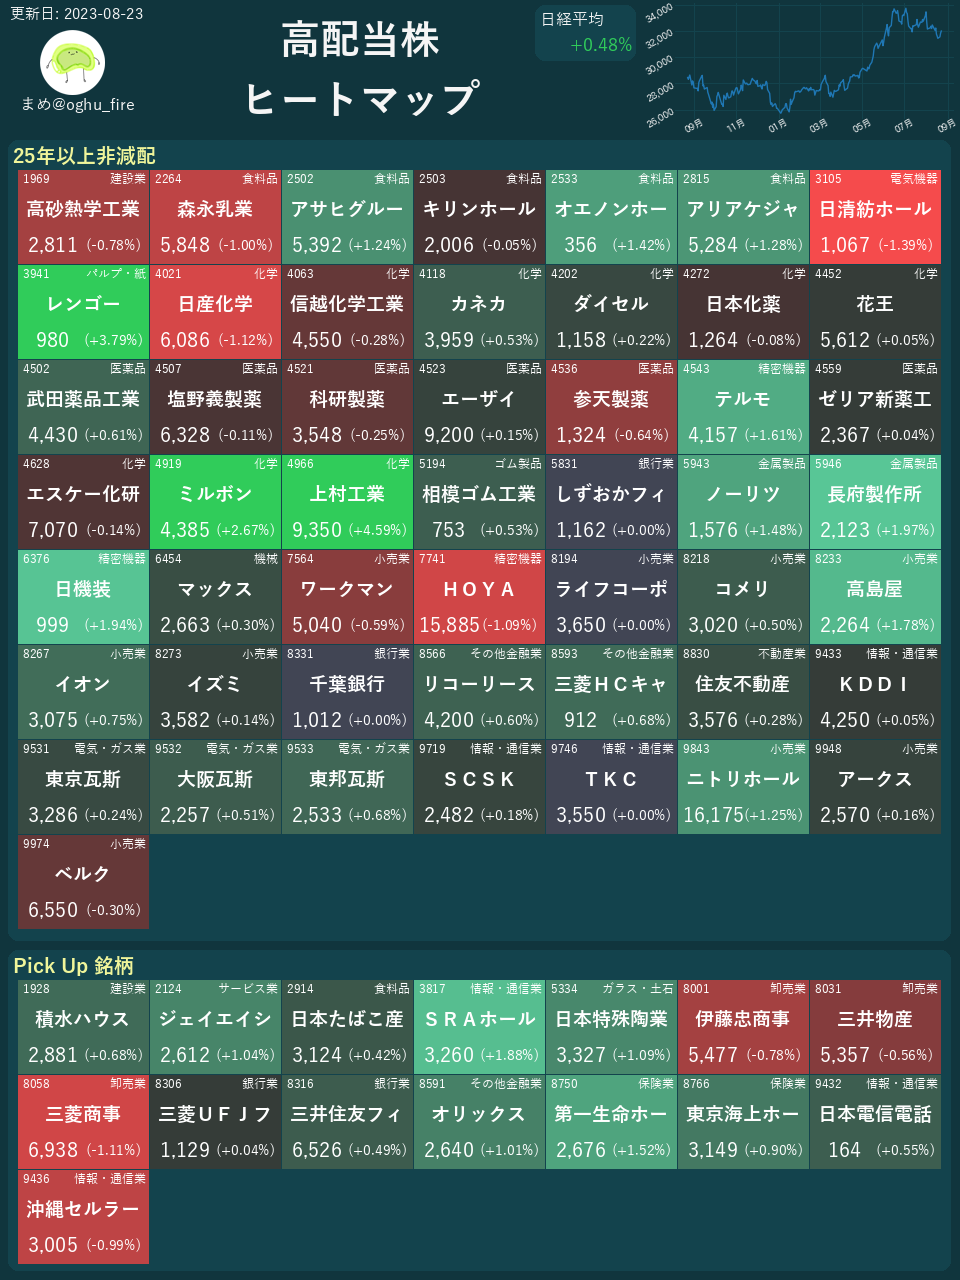 更新日: 2023-08-23
まめ@oghu_fire
高配当株
ヒートマップ
日経平均
+0.48%
34,000
32,000
30,000
28,000
26,000
09月 11月 01月 03月 05月 07月 09月
25年以上非減配
1969 建設業 2264 食料品 2502 食料品 2503 食料品 2533 食料品 2815 食料品 3105 電気機器
高砂熱学工業 森永乳業 アサヒグルー キリンホール オエノンホー アリアケジャ 日清紡ホール
2,811 (-0.78%) 5,848 (-1.00%) 5,392 (+1.24%) 2,006 (-0.05%) 356 (+1.42%) 5,284 (+1.28%) 1,067 (-1.39%)
3941 パルプ・紙 4021 化学 4063 化学 4118 化学 4202 化学 4272 化学 4452 化学
レンゴー 日産化学 信越化学工業 カネカ ダイセル 日本化薬 花王
980 (+3.79%) 6,086 (-1.12%) 4,550 (-0.28%) 3,959 (+0.53%) 1,158 (+0.22%) 1,264 (-0.08%) 5,612 (+0.05%)
4502 医薬品 4507 医薬品 4521 医薬品 4523 医薬品 4536 医薬品 4543 精密機器 4559 医薬品
武田薬品工業 塩野義製薬 科研製薬 エーザイ 参天製薬 テルモ ゼリア新薬工
4,430 (+0.61%) 6,328 (-0.11%) 3,548 (-0.25%) 9,200 (+0.15%) 1,324 (-0.64%) 4,157 (+1.61%) 2,367 (+0.04%)
4628 化学 4919 化学 4966 化学 5194 ゴム製品 5831 銀行業 5943 金属製品 5946 金属製品
エスケー化研 ミルボン 上村工業 相模ゴム工業 しずおかフィ ノーリツ 長府製作所
7,070 (-0.14%) 4,385 (+2.67%) 9,350 (+4.59%) 753 (+0.53%) 1,162 (+0.00%) 1,576 (+1.48%) 2,123 (+1.97%)
6376 精密機器 6454 機械 7564 小売業 7741 精密機器 8194 小売業 8218 小売業 8233 小売業
日機装 マックス ワークマン ＨＯＹＡ ライフコーポ コメリ 高島屋
999 (+1.94%) 2,663 (+0.30%) 5,040 (-0.59%) 15,885 (-1.09%) 3,650 (+0.00%) 3,020 (+0.50%) 2,264 (+1.78%)
8267 小売業 8273 小売業 8331 銀行業 8566 その他金融業 8593 その他金融業 8830 不動産業 9433 情報・通信業
イオン イズミ 千葉銀行 リコーリース 三菱ＨＣキャ 住友不動産 ＫＤＤＩ
3,075 (+0.75%) 3,582 (+0.14%) 1,012 (+0.00%) 4,200 (+0.60%) 912 (+0.68%) 3,576 (+0.28%) 4,250 (+0.05%)
9531 電気・ガス業 9532 電気・ガス業 9533 電気・ガス業 9719 情報・通信業 9746 情報・通信業 9843 小売業 9948 小売業
東京瓦斯 大阪瓦斯 東邦瓦斯 ＳＣＳＫ ＴＫＣ ニトリホール アークス
3,286 (+0.24%) 2,257 (+0.51%) 2,533 (+0.68%) 2,482 (+0.18%) 3,550 (+0.00%) 16,175 (+1.25%) 2,570 (+0.16%)
9974 小売業
ベルク
6,550 (-0.30%)
Pick Up 銘柄
1928 建設業 2124 サービス業 2914 食料品 3817 情報・通信業 5334 ガラス・土石 8001 卸売業 8031 卸売業
積水ハウス ジェイエイシ 日本たばこ産 ＳＲＡホール 日本特殊陶業 伊藤忠商事 三井物産
2,881 (+0.68%) 2,612 (+1.04%) 3,124 (+0.42%) 3,260 (+1.88%) 3,327 (+1.09%) 5,477 (-0.78%) 5,357 (-0.56%)
8058 卸売業 8306 銀行業 8316 銀行業 8591 その他金融業 8750 保険業 8766 保険業 9432 情報・通信業
三菱商事 三菱ＵＦＪフ 三井住友フィ オリックス 第一生命ホー 東京海上ホー 日本電信電話
6,938 (-1.11%) 1,129 (+0.04%) 6,526 (+0.49%) 2,640 (+1.01%) 2,676 (+1.52%) 3,149 (+0.90%) 164 (+0.55%)
9436 情報・通信業
沖縄セルラー
3,005 (-0.99%)